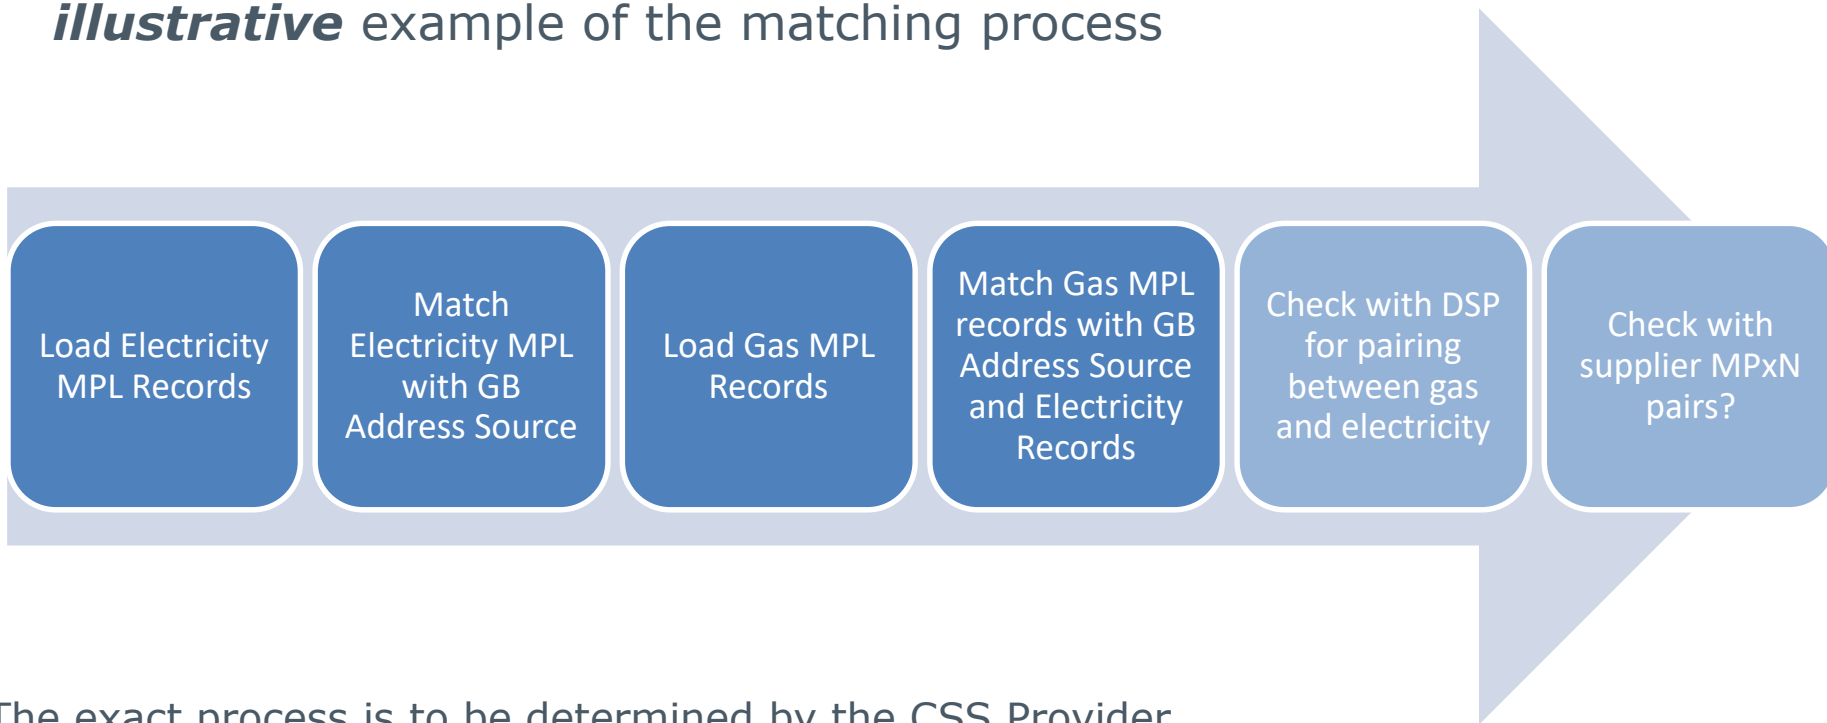 illustrative example of the matching process
Load Electricity
MPL Records
Match
Electricity MPL
with GB
Address Source
Load Gas MPL
Records
Match Gas MPL
records with GB
Address Source
and Electricity
Records
Check with DSP
for pairing
between gas
and electricity
Check with
supplier MPxN
pairs?
The exact process is to be determined by the CSS Provider